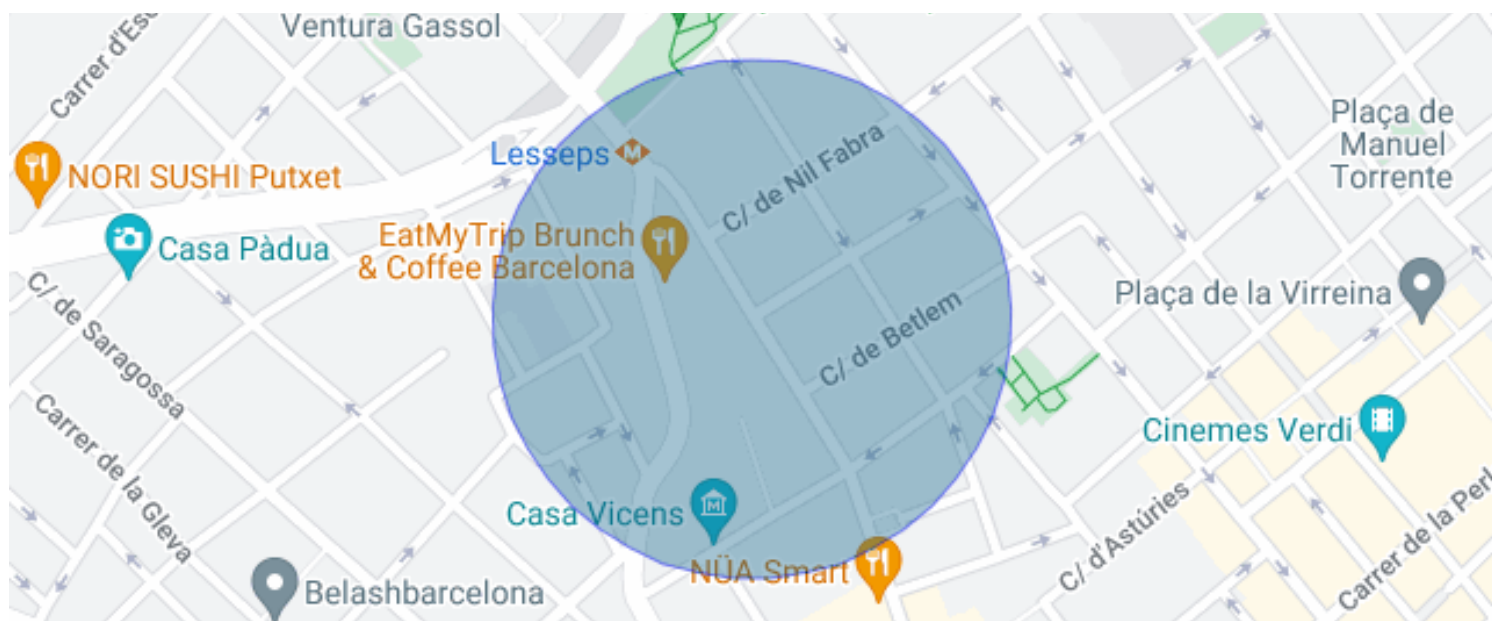 Carrer d'Esc
Ventura Gassol
Plaça de
Manuel
Torrente
Lesseps
C/ de Nil Fabra
NORI SUSHI Putxet
EatMyTrip Brunch
& Coffee Barcelona
Casa Pàdua
Plaça de la Virreina
C/ de Saragossa
C/ de Betlem
Carrer de la Gleva
Cinemes Verdi
Casa Vicens
C/ d'Astúries
Carrer de la Perl
NÜA Smart
Belashbarcelona